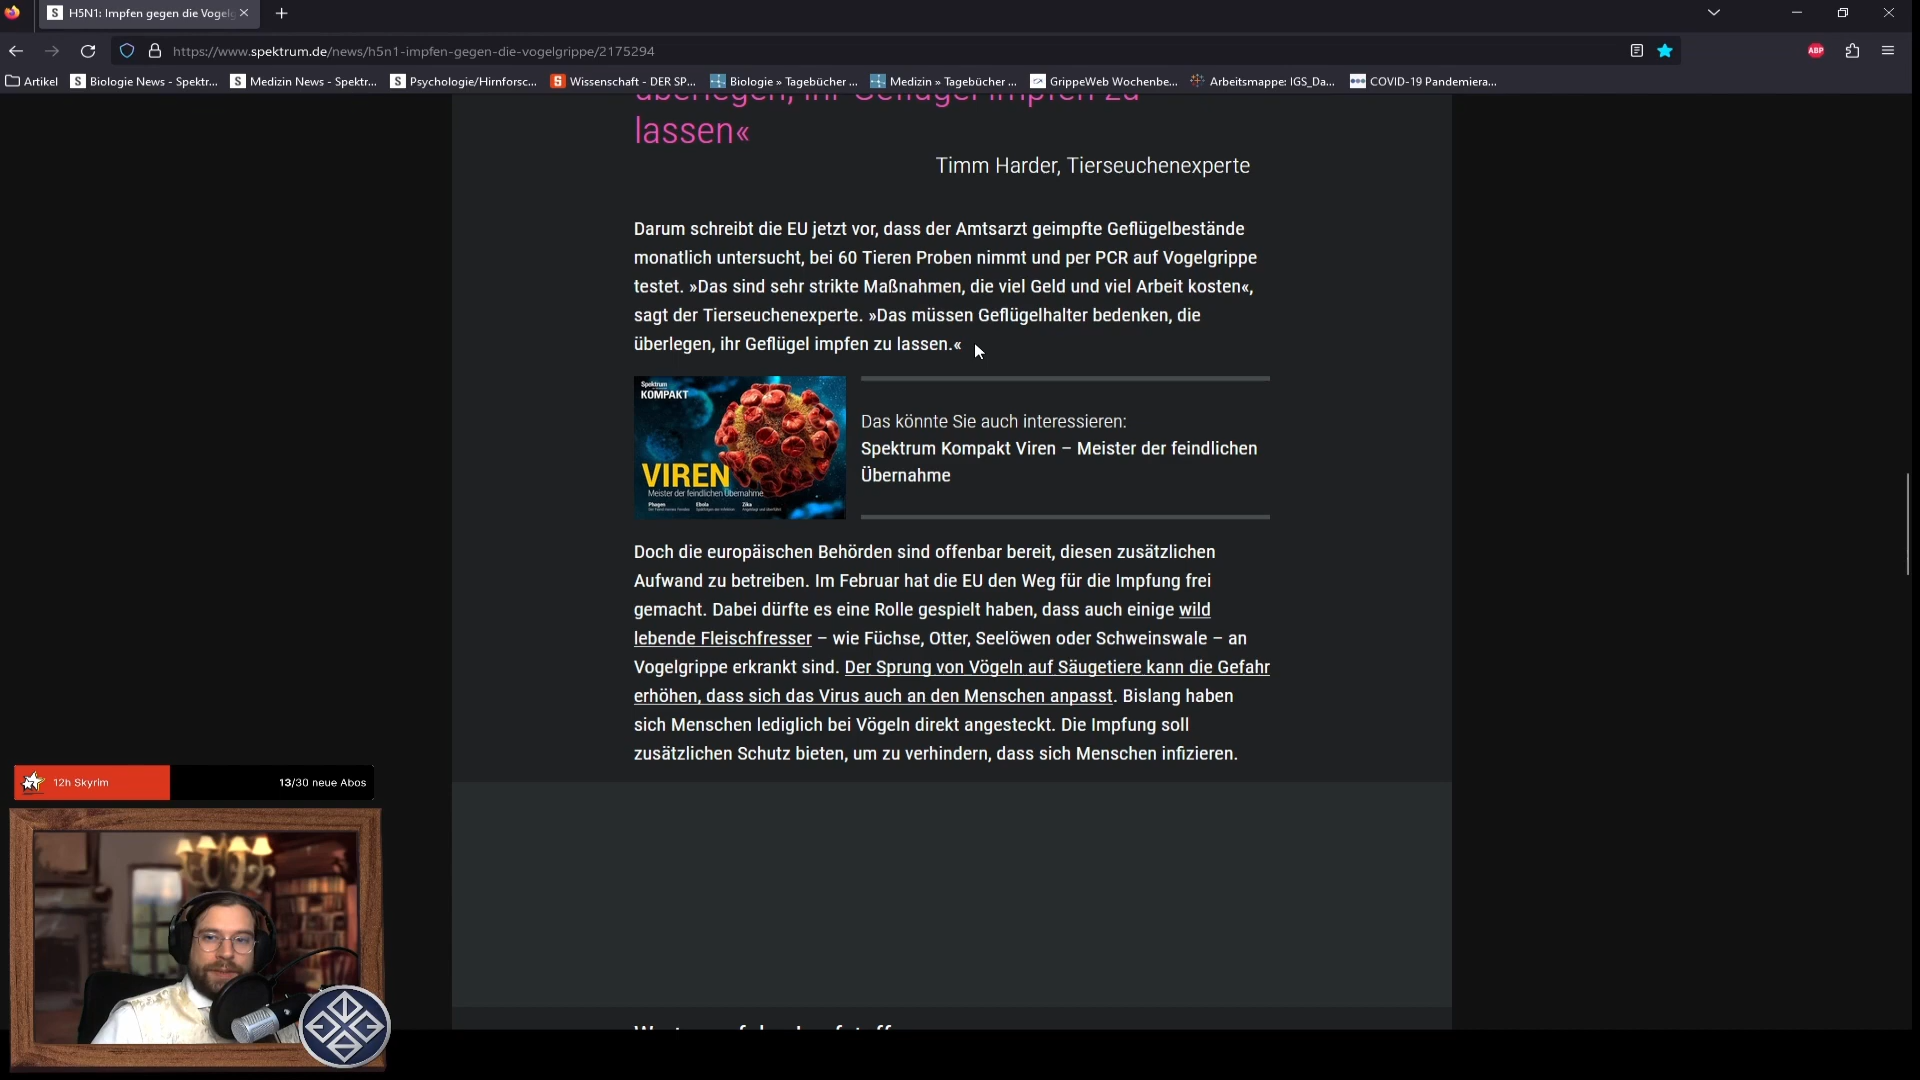 H5N1: Impfen gegen die Vogelg
https://www.spektrum.de/news/h5n1-impfen-gegen-die-vogelgrippe/2175294
ABP
Artikel
Biologie News - Spektr...
Medizin News - Spektr...
Psychologie/Hirnforsc...
Wissenschaft - DER SP...
Biologie » Tagebücher ...
Medizin » Tagebücher ...
GrippeWeb Wochenbe...
Arbeitsmappe: IGS_Da...
COVID-19 Pandemiera...
überlegen, ihr Geflügel impfen zu
lassen«
Timm Harder, Tierseuchenexperte
Darum schreibt die EU jetzt vor, dass der Amtsarzt geimpfte Geflügelbestände
monatlich untersucht, bei 60 Tieren Proben nimmt und per PCR auf Vogelgrippe
testet. »Das sind sehr strikte Maßnahmen, die viel Geld und viel Arbeit kosten«,
sagt der Tierseuchenexperte. »Das müssen Geflügelhalter bedenken, die
überlegen, ihr Geflügel impfen zu lassen.«
Spektrum
KOMPAKT
VIREN
Meister der feindlichen Übernahme
Phagen
Ebola
Zika
Das könnte Sie auch interessieren:
Spektrum Kompakt Viren – Meister der feindlichen
Übernahme
Doch die europäischen Behörden sind offenbar bereit, diesen zusätzlichen
Aufwand zu betreiben. Im Februar hat die EU den Weg für die Impfung frei
gemacht. Dabei dürfte es eine Rolle gespielt haben, dass auch einige wild
lebende Fleischfresser – wie Füchse, Otter, Seelöwen oder Schweinswale – an
Vogelgrippe erkrankt sind. Der Sprung von Vögeln auf Säugetiere kann die Gefahr
erhöhen, dass sich das Virus auch an den Menschen anpasst. Bislang haben
sich Menschen lediglich bei Vögeln direkt angesteckt. Die Impfung soll
zusätzlichen Schutz bieten, um zu verhindern, dass sich Menschen infizieren.
12h Skyrim
13/30 neue Abos